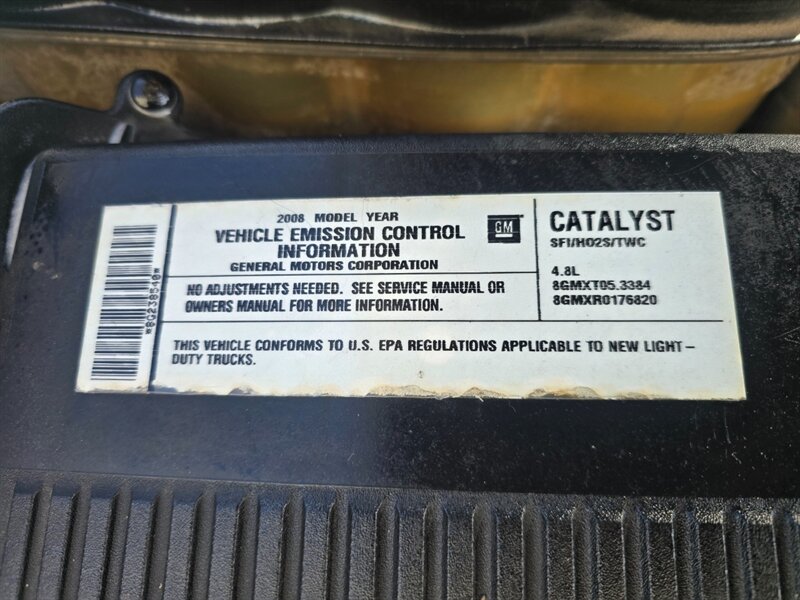 2008 MODEL YEAR
VEHICLE EMISSION CONTROL
INFORMATION
GENERAL MOTORS CORPORATION
GM
NO ADJUSTMENTS NEEDED. SEE SERVICE MANUAL OR
OWNERS MANUAL FOR MORE INFORMATION.
CATALYST
SFI/HO2S/TWC
4.8L
8GMXT05.3384
8GMXR0176820
THIS VEHICLE CONFORMS TO U.S. EPA REGULATIONS APPLICABLE TO NEW LIGHT-
DUTY TRUCKS.
*8G238540*